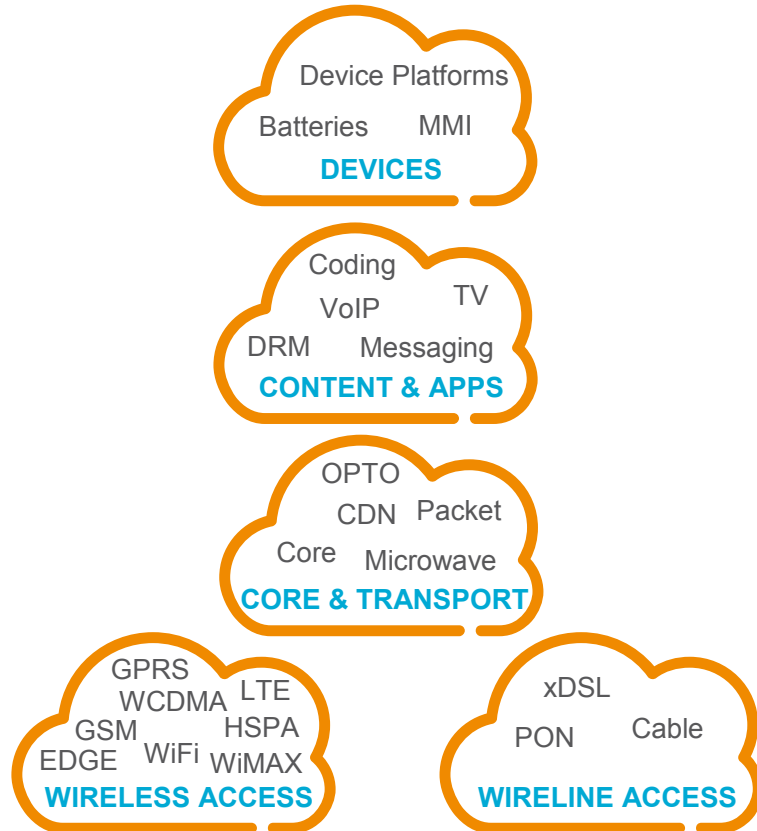 Device Platforms
Batteries MMI
DEVICES
Coding
TV
VoIP
DRM Messaging
CONTENT & APPS
OPTO
CDN Packet
Core Microwave
CORE & TRANSPORT
GPRS
WCDMA LTE
GSM HSPA
EDGE WiFi WiMAX
WIRELESS ACCESS
xDSL
PON Cable
WIRELINE ACCESS